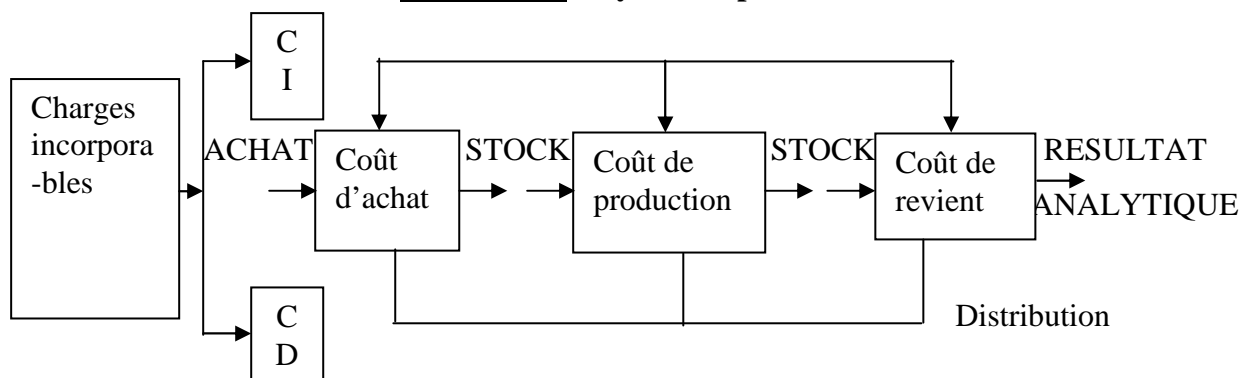 C
I
Charges
incorpora
-bles
ACHAT
Coût
d’achat
STOCK
Coût de
production
STOCK
Coût de
revient
RESULTAT
ANALYTIQUE
C
D
Distribution